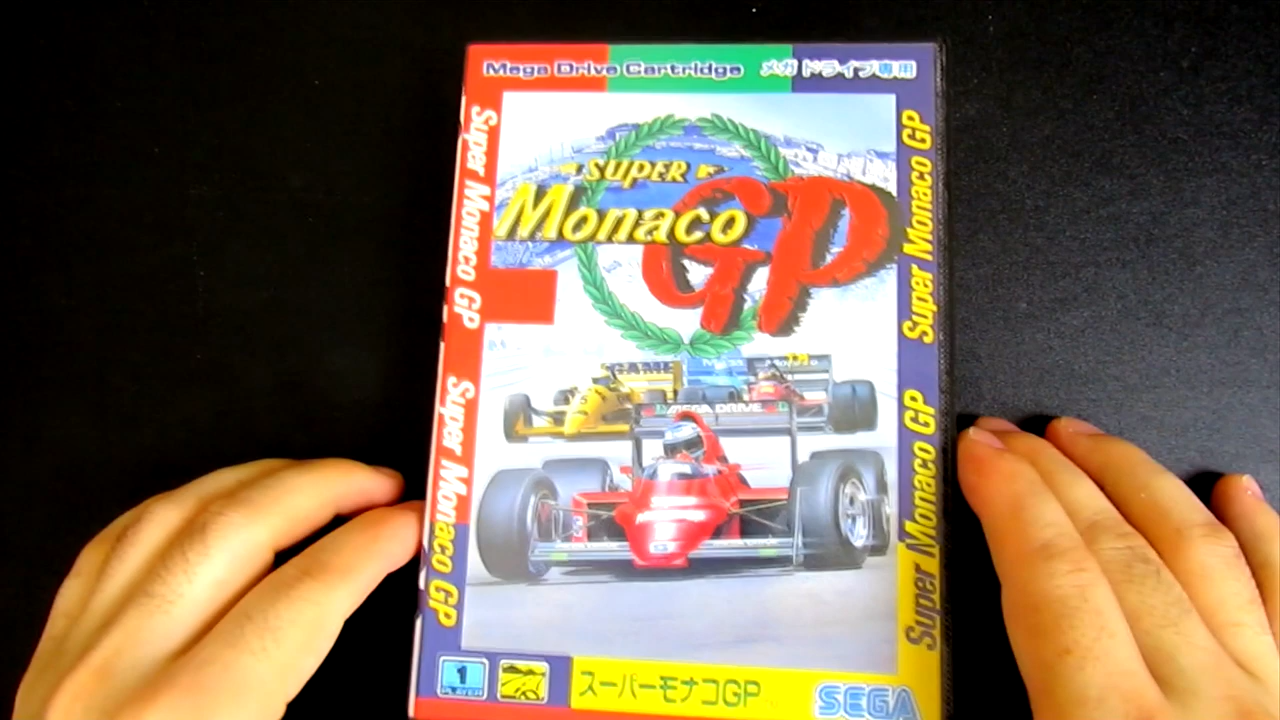 Mega Drive Cartridge メガドライブ専用
SUPER
Monaco
GP
Super Monaco GP
Super Monaco GP
Super Monaco GP
Super Monaco GP
GAME
MEGA DRIVE
1
PLAYER
スーパーモナコGP
SEGA